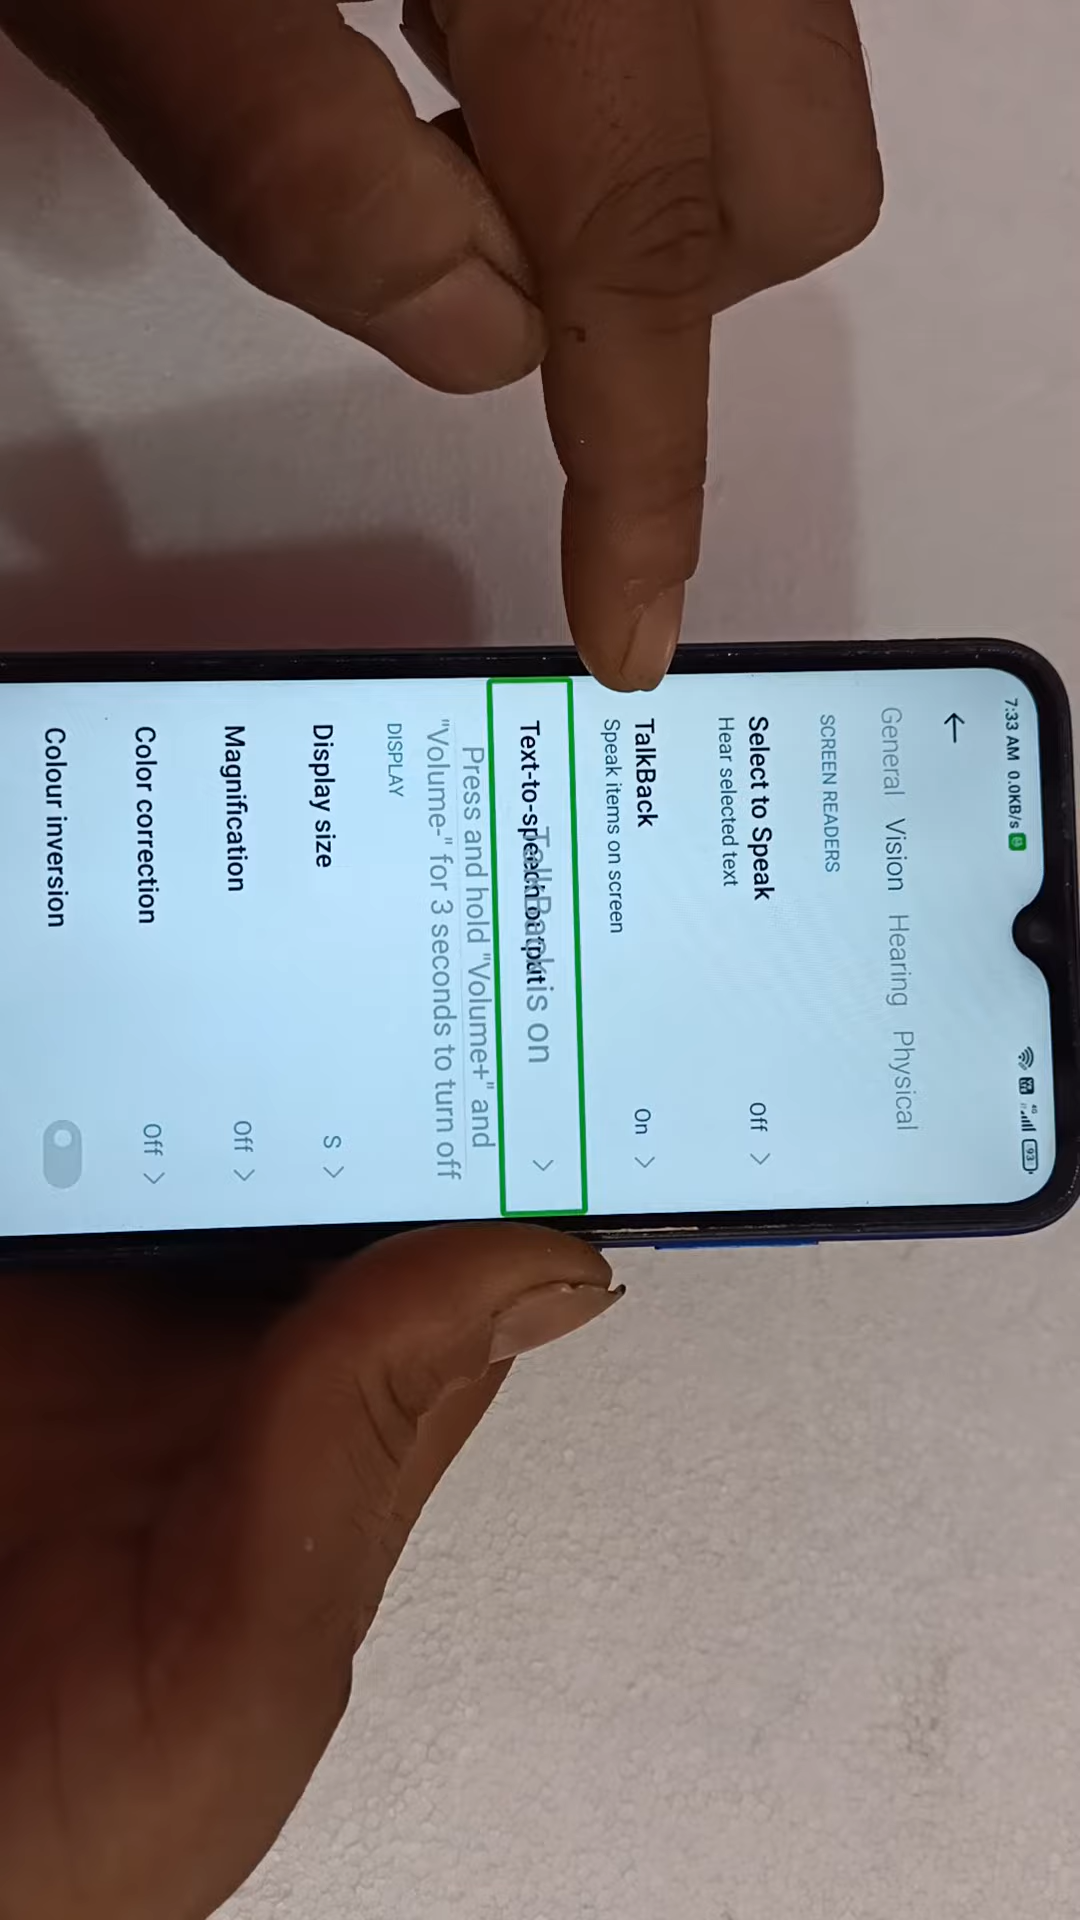 7:33 AM 0.0KB/s
93
General Vision Hearing Physical
SCREEN READERS
Select to Speak
Hear selected text
Off
TalkBack
Speak items on screen
On
Text-to-speech output
TalkBack is on
Press and hold "Volume+" and
"Volume-" for 3 seconds to turn off
DISPLAY
Display size
S
Magnification
Off
Color correction
Off
Colour inversion